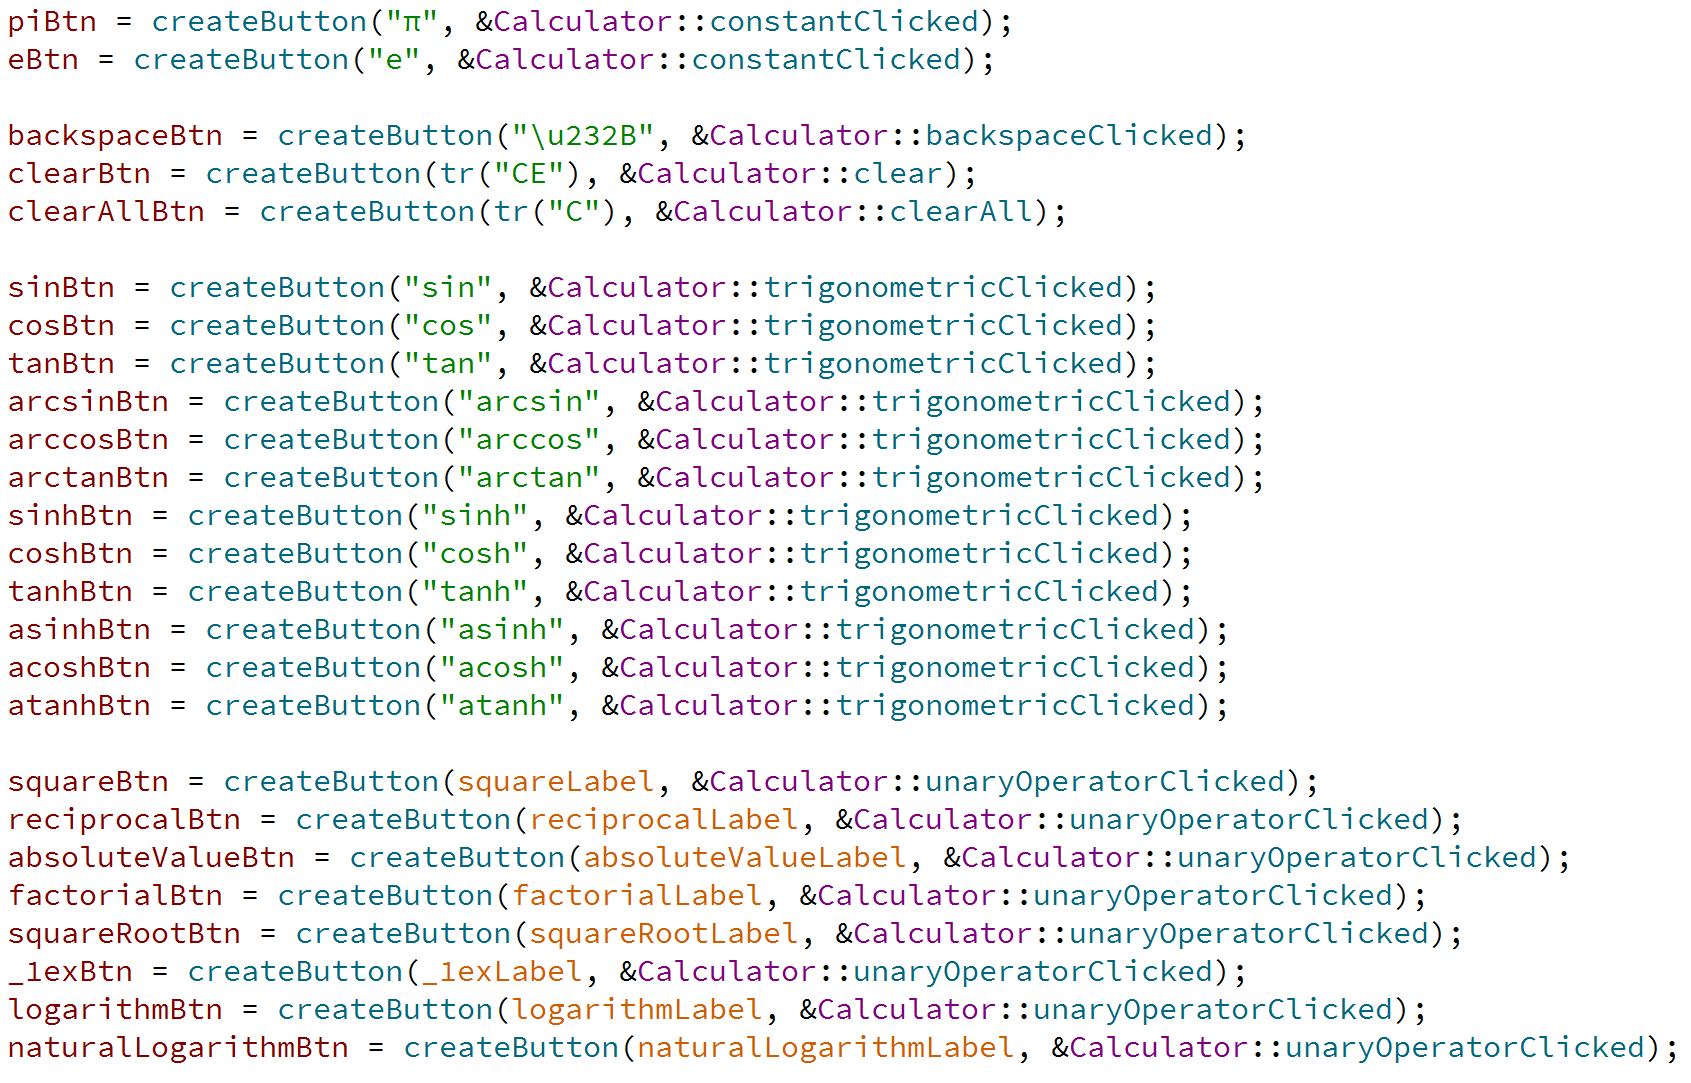 piBtn = createButton("π", &Calculator::constantClicked);
eBtn = createButton("e", &Calculator::constantClicked);
backspaceBtn = createButton("\u232B", &Calculator::backspaceClicked);
clearBtn = createButton(tr("CE"), &Calculator::clear);
clearAllBtn = createButton(tr("C"), &Calculator::clearAll);
sinBtn = createButton("sin", &Calculator::trigonometricClicked);
cosBtn = createButton("cos", &Calculator::trigonometricClicked);
tanBtn = createButton("tan", &Calculator::trigonometricClicked);
arcsinBtn = createButton("arcsin", &Calculator::trigonometricClicked);
arccosBtn = createButton("arccos", &Calculator::trigonometricClicked);
arctanBtn = createButton("arctan", &Calculator::trigonometricClicked);
sinhBtn = createButton("sinh", &Calculator::trigonometricClicked);
coshBtn = createButton("cosh", &Calculator::trigonometricClicked);
tanhBtn = createButton("tanh", &Calculator::trigonometricClicked);
asinhBtn = createButton("asinh", &Calculator::trigonometricClicked);
acoshBtn = createButton("acosh", &Calculator::trigonometricClicked);
atanhBtn = createButton("atanh", &Calculator::trigonometricClicked);
squareBtn = createButton(squareLabel, &Calculator::unaryOperatorClicked);
reciprocalBtn = createButton(reciprocalLabel, &Calculator::unaryOperatorClicked);
absoluteValueBtn = createButton(absoluteValueLabel, &Calculator::unaryOperatorClicked);
factorialBtn = createButton(factorialLabel, &Calculator::unaryOperatorClicked);
squareRootBtn = createButton(squareRootLabel, &Calculator::unaryOperatorClicked);
_1exBtn = createButton(_1exLabel, &Calculator::unaryOperatorClicked);
logarithmBtn = createButton(logarithmLabel, &Calculator::unaryOperatorClicked);
naturalLogarithmBtn = createButton(naturalLogarithmLabel, &Calculator::unaryOperatorClicked);